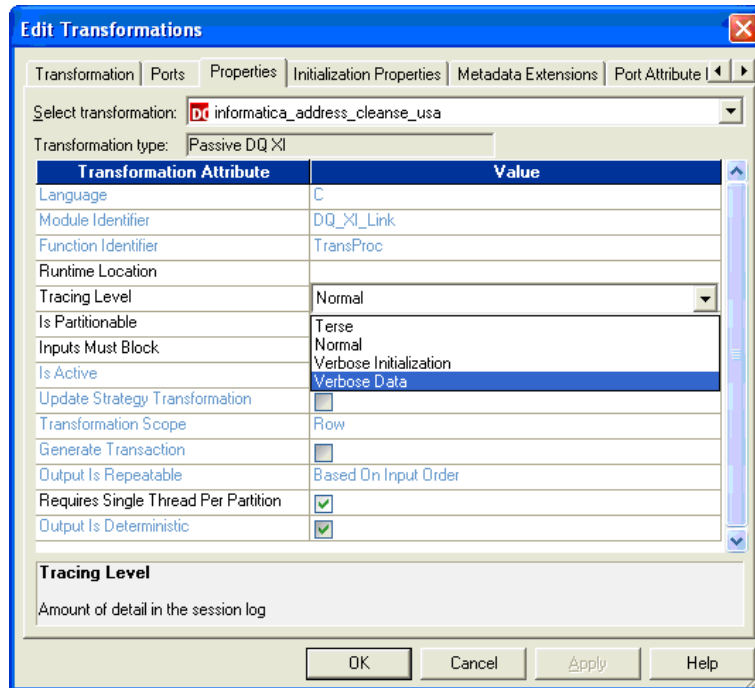 Edit Transformations
Transformation Ports Properties Initialization Properties Metadata Extensions Port Attribute
Select transformation: DQ informatica_address_cleanse_usa
Transformation type: Passive DQ XI
Transformation Attribute Value
Language C
Module Identifier DQ_XI_Link
Function Identifier TransProc
Runtime Location
Tracing Level Normal
Is Partitionable Terse
Normal
Inputs Must Block Verbose Initialization
Is Active Verbose Data
Update Strategy Transformation
Transformation Scope Row
Generate Transaction
Output Is Repeatable Based On Input Order
Requires Single Thread Per Partition
Output Is Deterministic
Tracing Level
Amount of detail in the session log
OK Cancel Apply Help